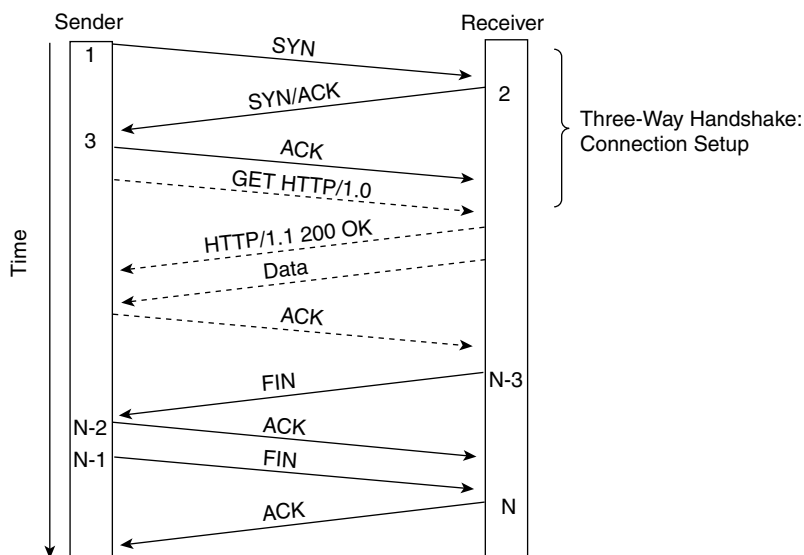 Sender
Receiver
1
SYN
2
SYN/ACK
Three-Way Handshake:
Connection Setup
3
ACK
GET HTTP/1.0
HTTP/1.1 200 OK
Time
Data
ACK
FIN
N-3
N-2
ACK
N-1
FIN
N
ACK